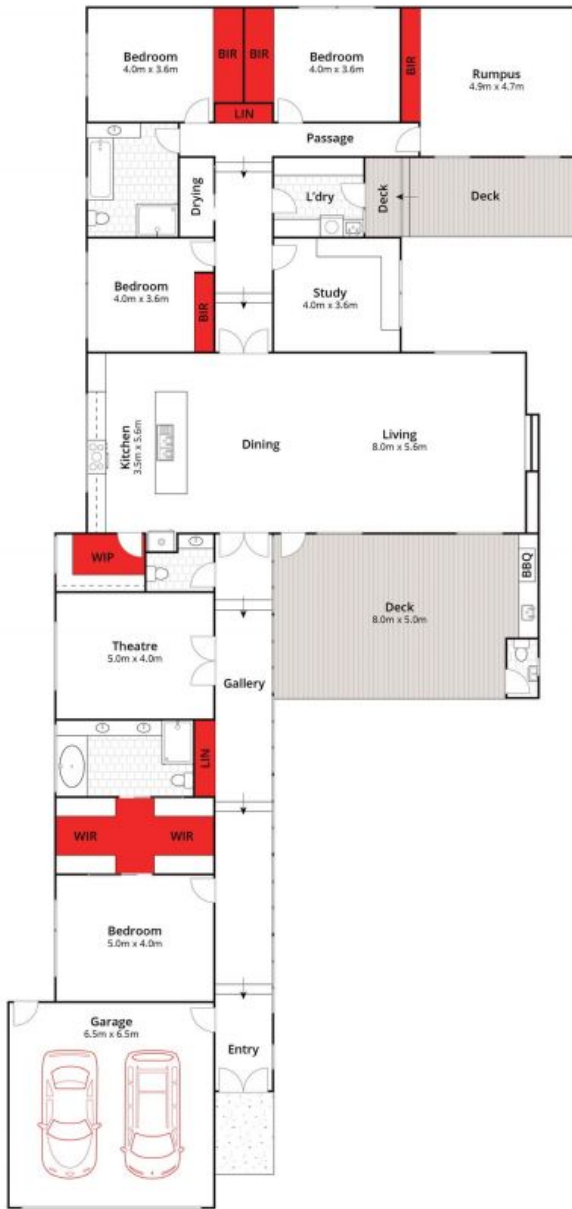 Bedroom
4.0m x 3.6m
BIR
BIR
Bedroom
4.0m x 3.6m
BIR
Rumpus
4.9m x 4.7m
LIN
Passage
Drying
L'dry
Deck
Deck
Bedroom
4.0m x 3.6m
BIR
Study
4.0m x 3.6m
Kitchen
3.5m x 5.6m
Dining
Living
8.0m x 5.6m
WIP
BBQ
Deck
8.0m x 5.0m
Theatre
5.0m x 4.0m
Gallery
LIN
WIR
WIR
Bedroom
5.0m x 4.0m
Garage
6.5m x 6.5m
Entry